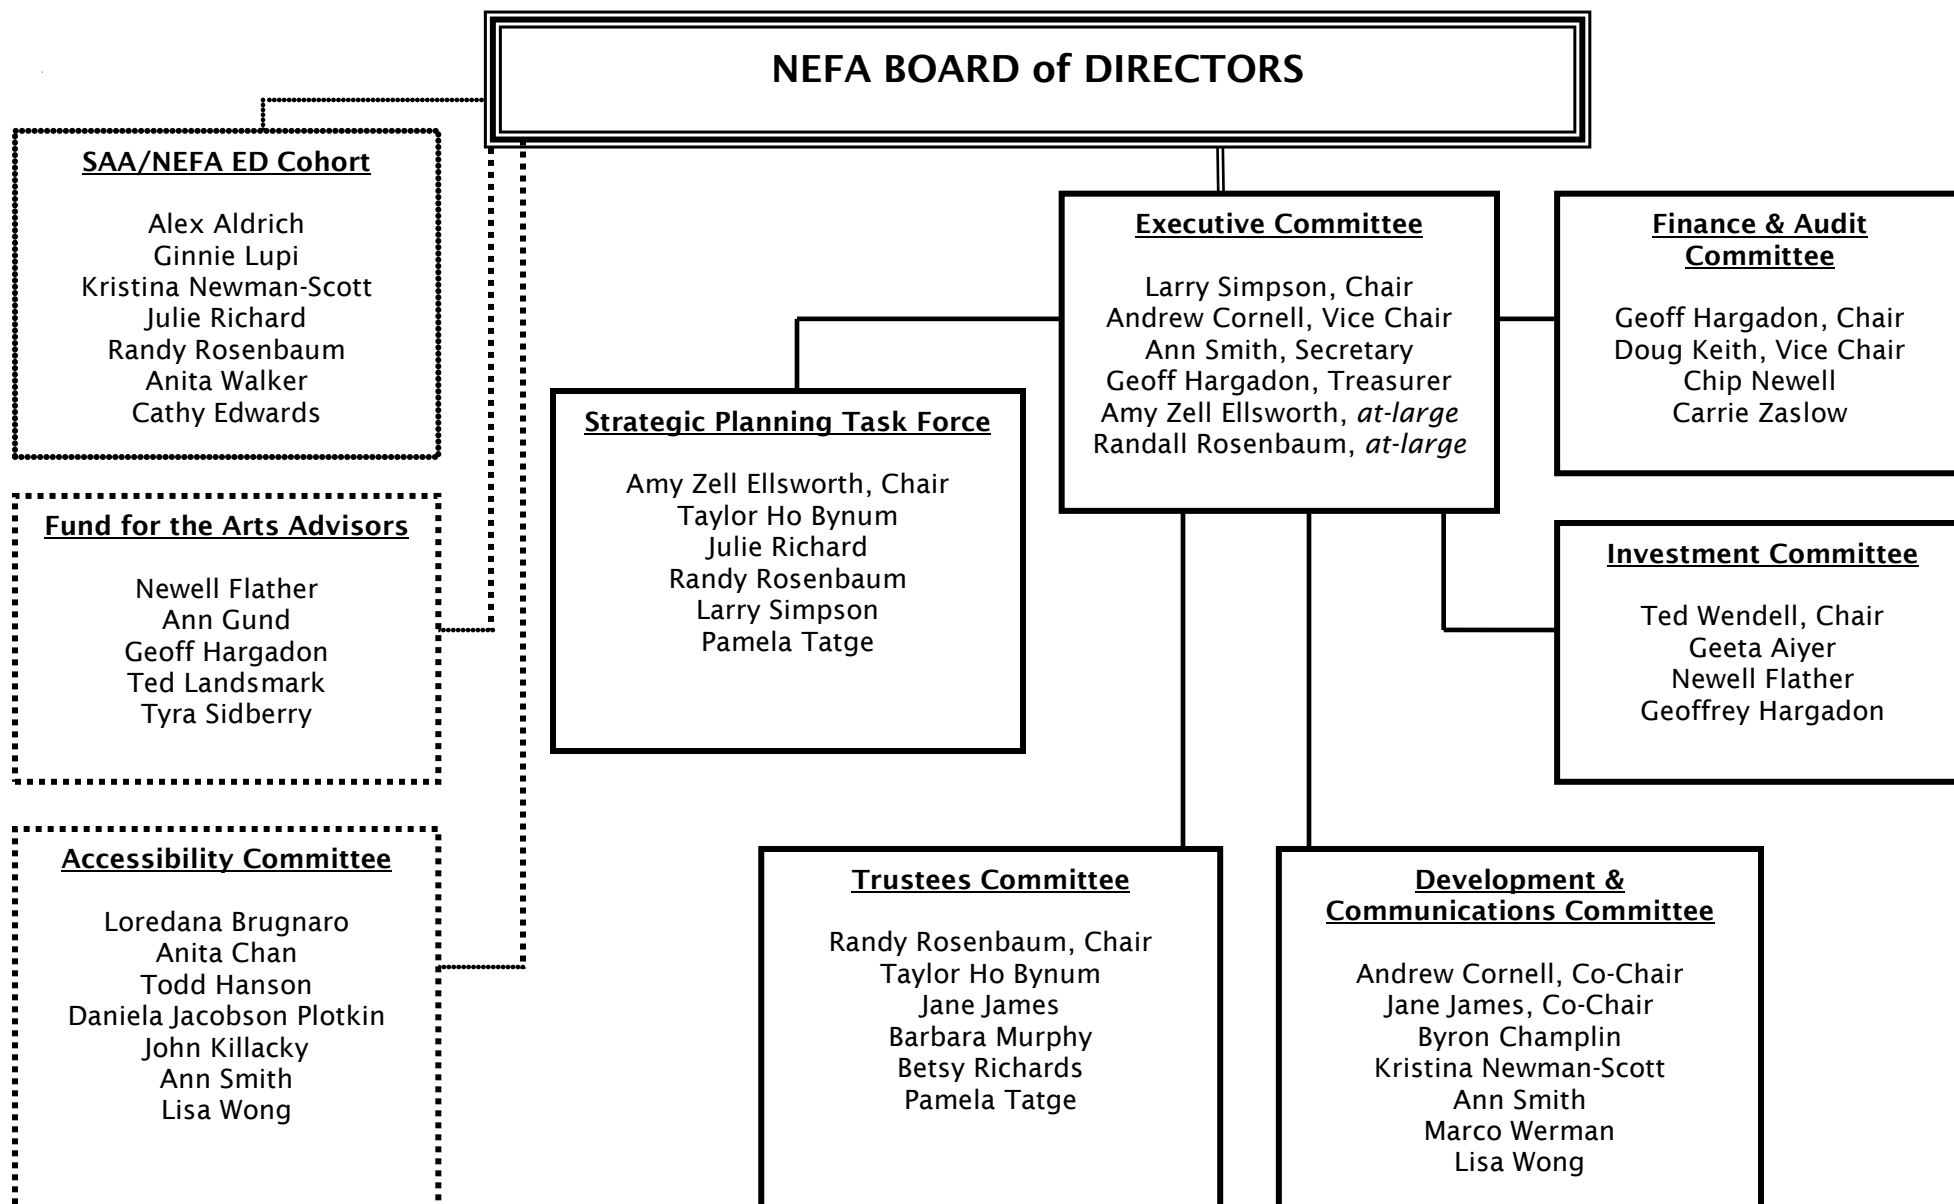 NEFA BOARD of DIRECTORS
SAA/NEFA ED Cohort
Alex Aldrich
Ginnie Lupi
Kristina Newman-Scott
Julie Richard
Randy Rosenbaum
Anita Walker
Cathy Edwards
Fund for the Arts Advisors
Newell Flather
Ann Gund
Geoff Hargadon
Ted Landsmark
Tyra Sidberry
Accessibility Committee
Loredana Brugnaro
Anita Chan
Todd Hanson
Daniela Jacobson Plotkin
John Killacky
Ann Smith
Lisa Wong
Strategic Planning Task Force
Amy Zell Ellsworth, Chair
Taylor Ho Bynum
Julie Richard
Randy Rosenbaum
Larry Simpson
Pamela Tatge
Executive Committee
Larry Simpson, Chair
Andrew Cornell, Vice Chair
Ann Smith, Secretary
Geoff Hargadon, Treasurer
Amy Zell Ellsworth, at-large
Randall Rosenbaum, at-large
Finance & Audit
Committee
Geoff Hargadon, Chair
Doug Keith, Vice Chair
Chip Newell
Carrie Zaslow
Investment Committee
Ted Wendell, Chair
Geeta Aiyer
Newell Flather
Geoffrey Hargadon
Trustees Committee
Randy Rosenbaum, Chair
Taylor Ho Bynum
Jane James
Barbara Murphy
Betsy Richards
Pamela Tatge
Development &
Communications Committee
Andrew Cornell, Co-Chair
Jane James, Co-Chair
Byron Champlin
Kristina Newman-Scott
Ann Smith
Marco Werman
Lisa Wong